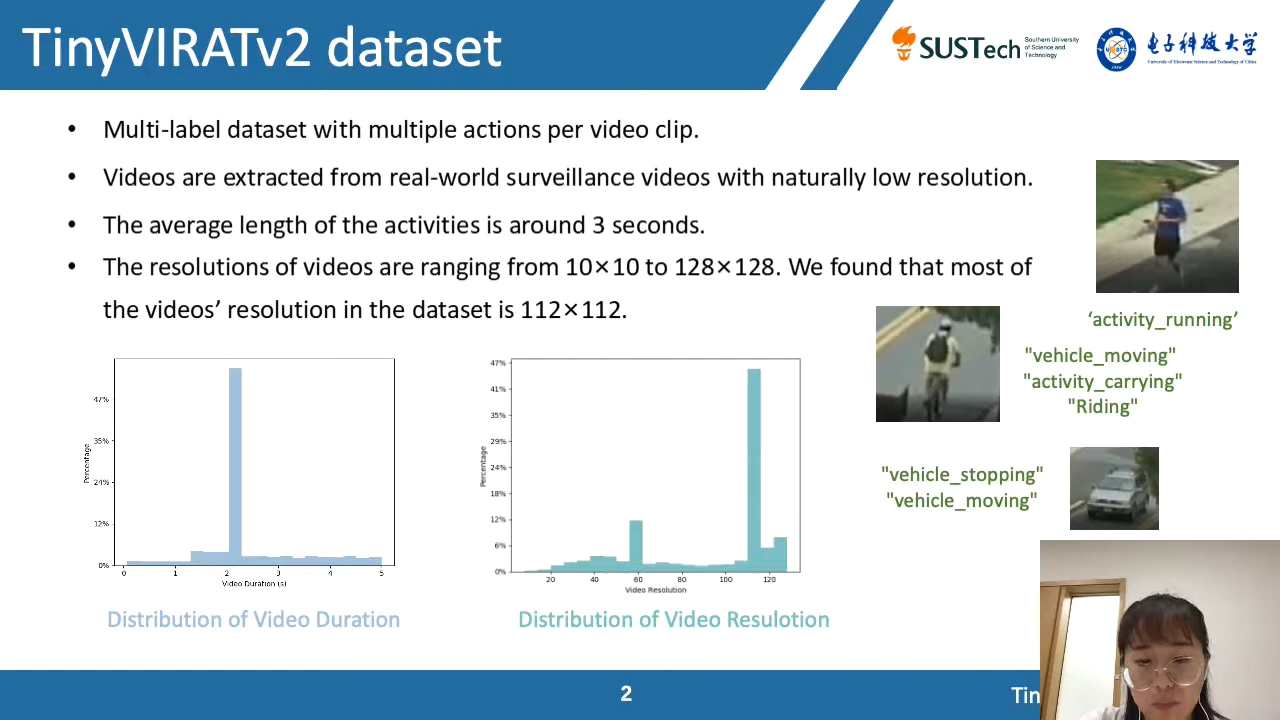 TinyVIRATv2 dataset
SUSTech
Southern University
of Science and
Technology
电子科技大学
University of Electronic Science and Technology of China
• Multi-label dataset with multiple actions per video clip.
• Videos are extracted from real-world surveillance videos with naturally low resolution.
• The average length of the activities is around 3 seconds.
• The resolutions of videos are ranging from 10×10 to 128×128. We found that most of
the videos’ resolution in the dataset is 112×112.
‘activity_running’
"vehicle_moving"
"activity_carrying"
"Riding"
"vehicle_stopping"
"vehicle_moving"
47%
35%
24%
12%
0%
Percentage
0 1 2 3 4 5
Video Duration (s)
Distribution of Video Duration
47%
41%
35%
29%
24%
18%
12%
6%
0%
Percentage
20 40 60 80 100 120
Video Resolution
Distribution of Video Resulotion
2
Tin